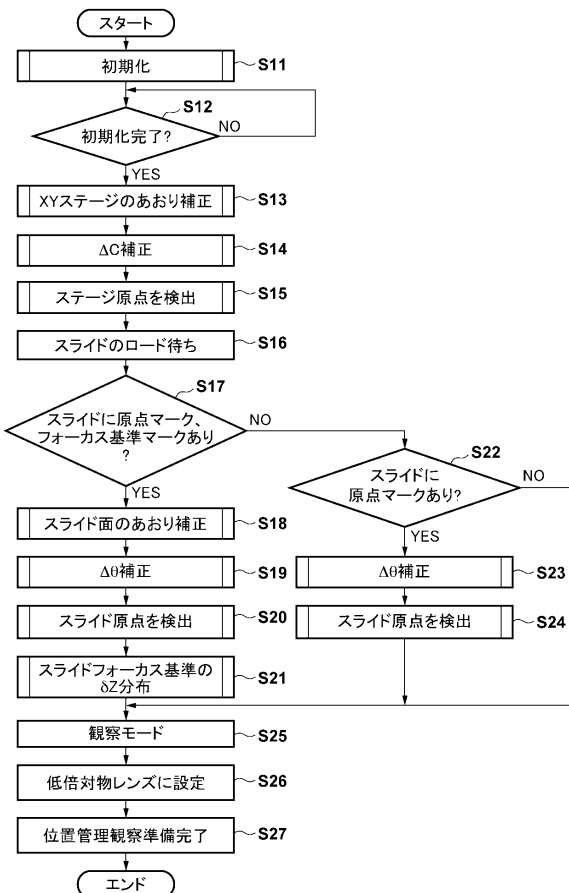 スタート
初期化
S11
S12
初期化完了?
NO
YES
XYステージのあおり補正
S13
ΔC補正
S14
ステージ原点を検出
S15
スライドのロード待ち
S16
S17
スライドに原点マーク、
フォーカス基準マークあり
?
NO
YES
S22
スライドに
原点マークあり?
NO
YES
スライド面のあおり補正
S18
Δθ補正
S19
スライド原点を検出
S20
スライドフォーカス基準の
δZ分布
S21
Δθ補正
S23
スライド原点を検出
S24
観察モード
S25
低倍対物レンズに設定
S26
位置管理観察準備完了
S27
エンド